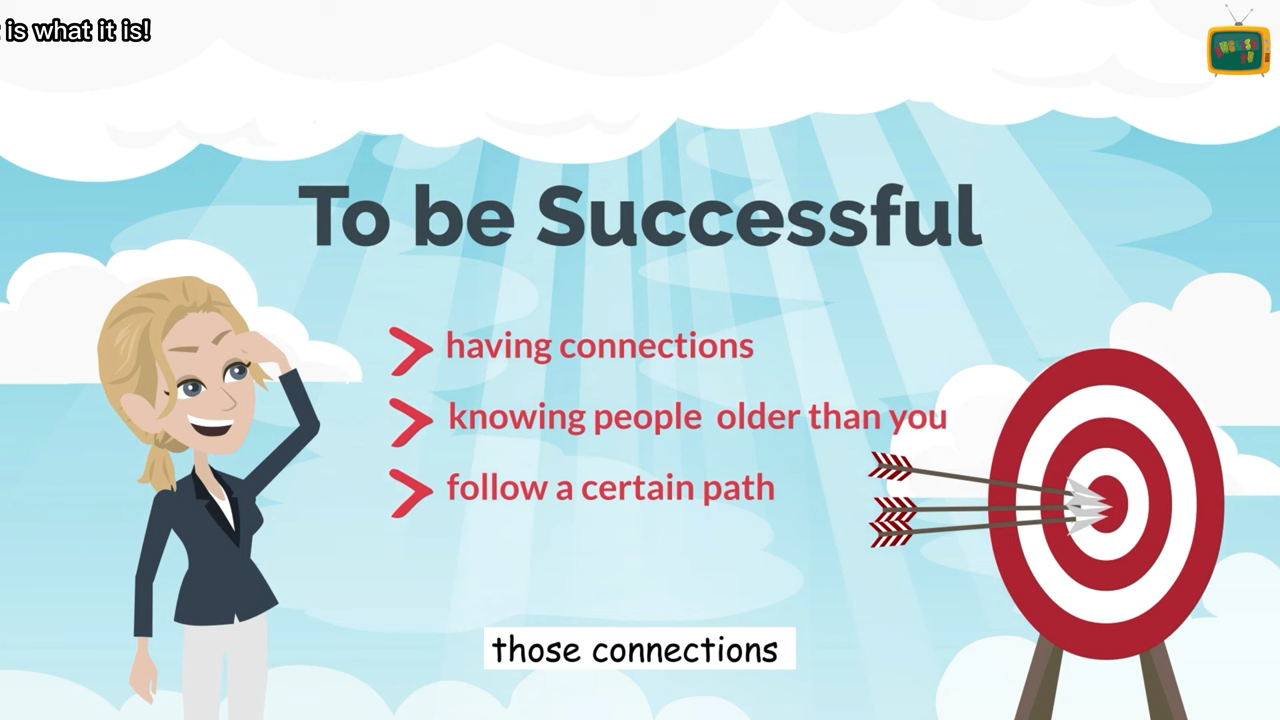 is what it is!
To be Successful
having connections
knowing people older than you
follow a certain path
those connections